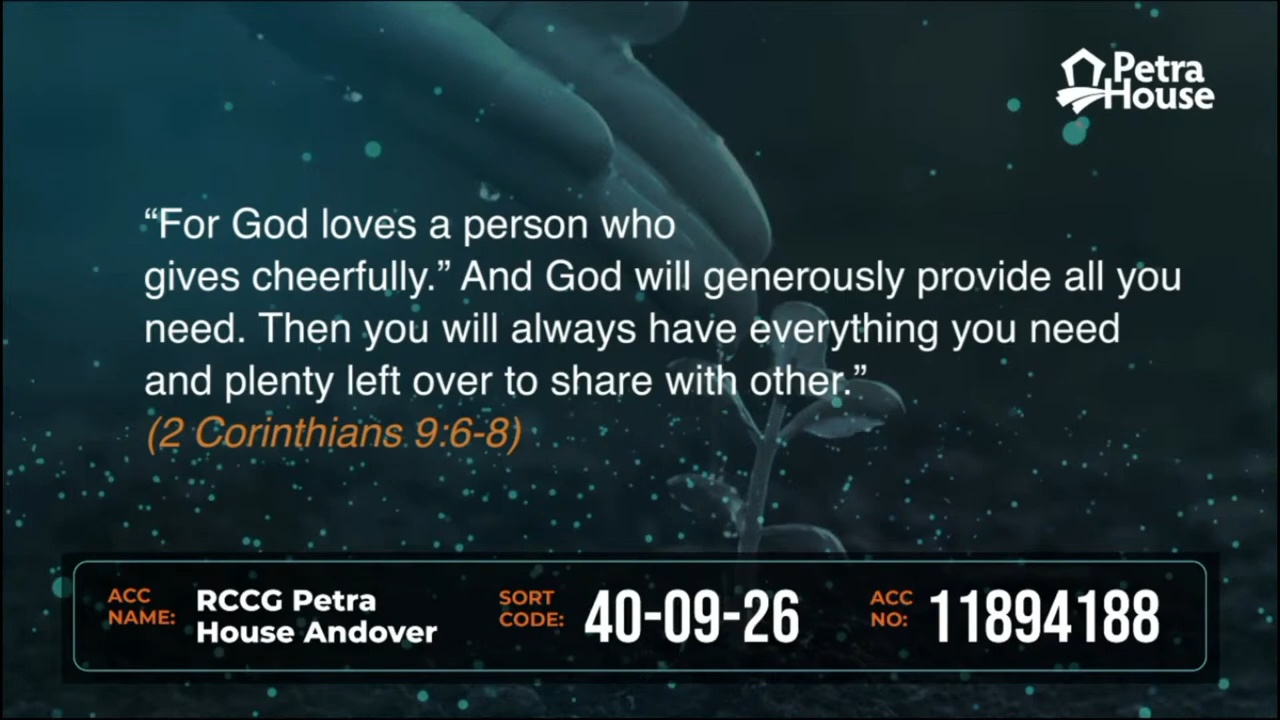 Petra
House
“For God loves a person who
gives cheerfully.” And God will generously provide all you
need. Then you will always have everything you need
and plenty left over to share with other.”
(2 Corinthians 9:6-8)
ACC
NAME:
RCCG Petra
House Andover
SORT
CODE:
40-09-26
ACC
NO:
11894188